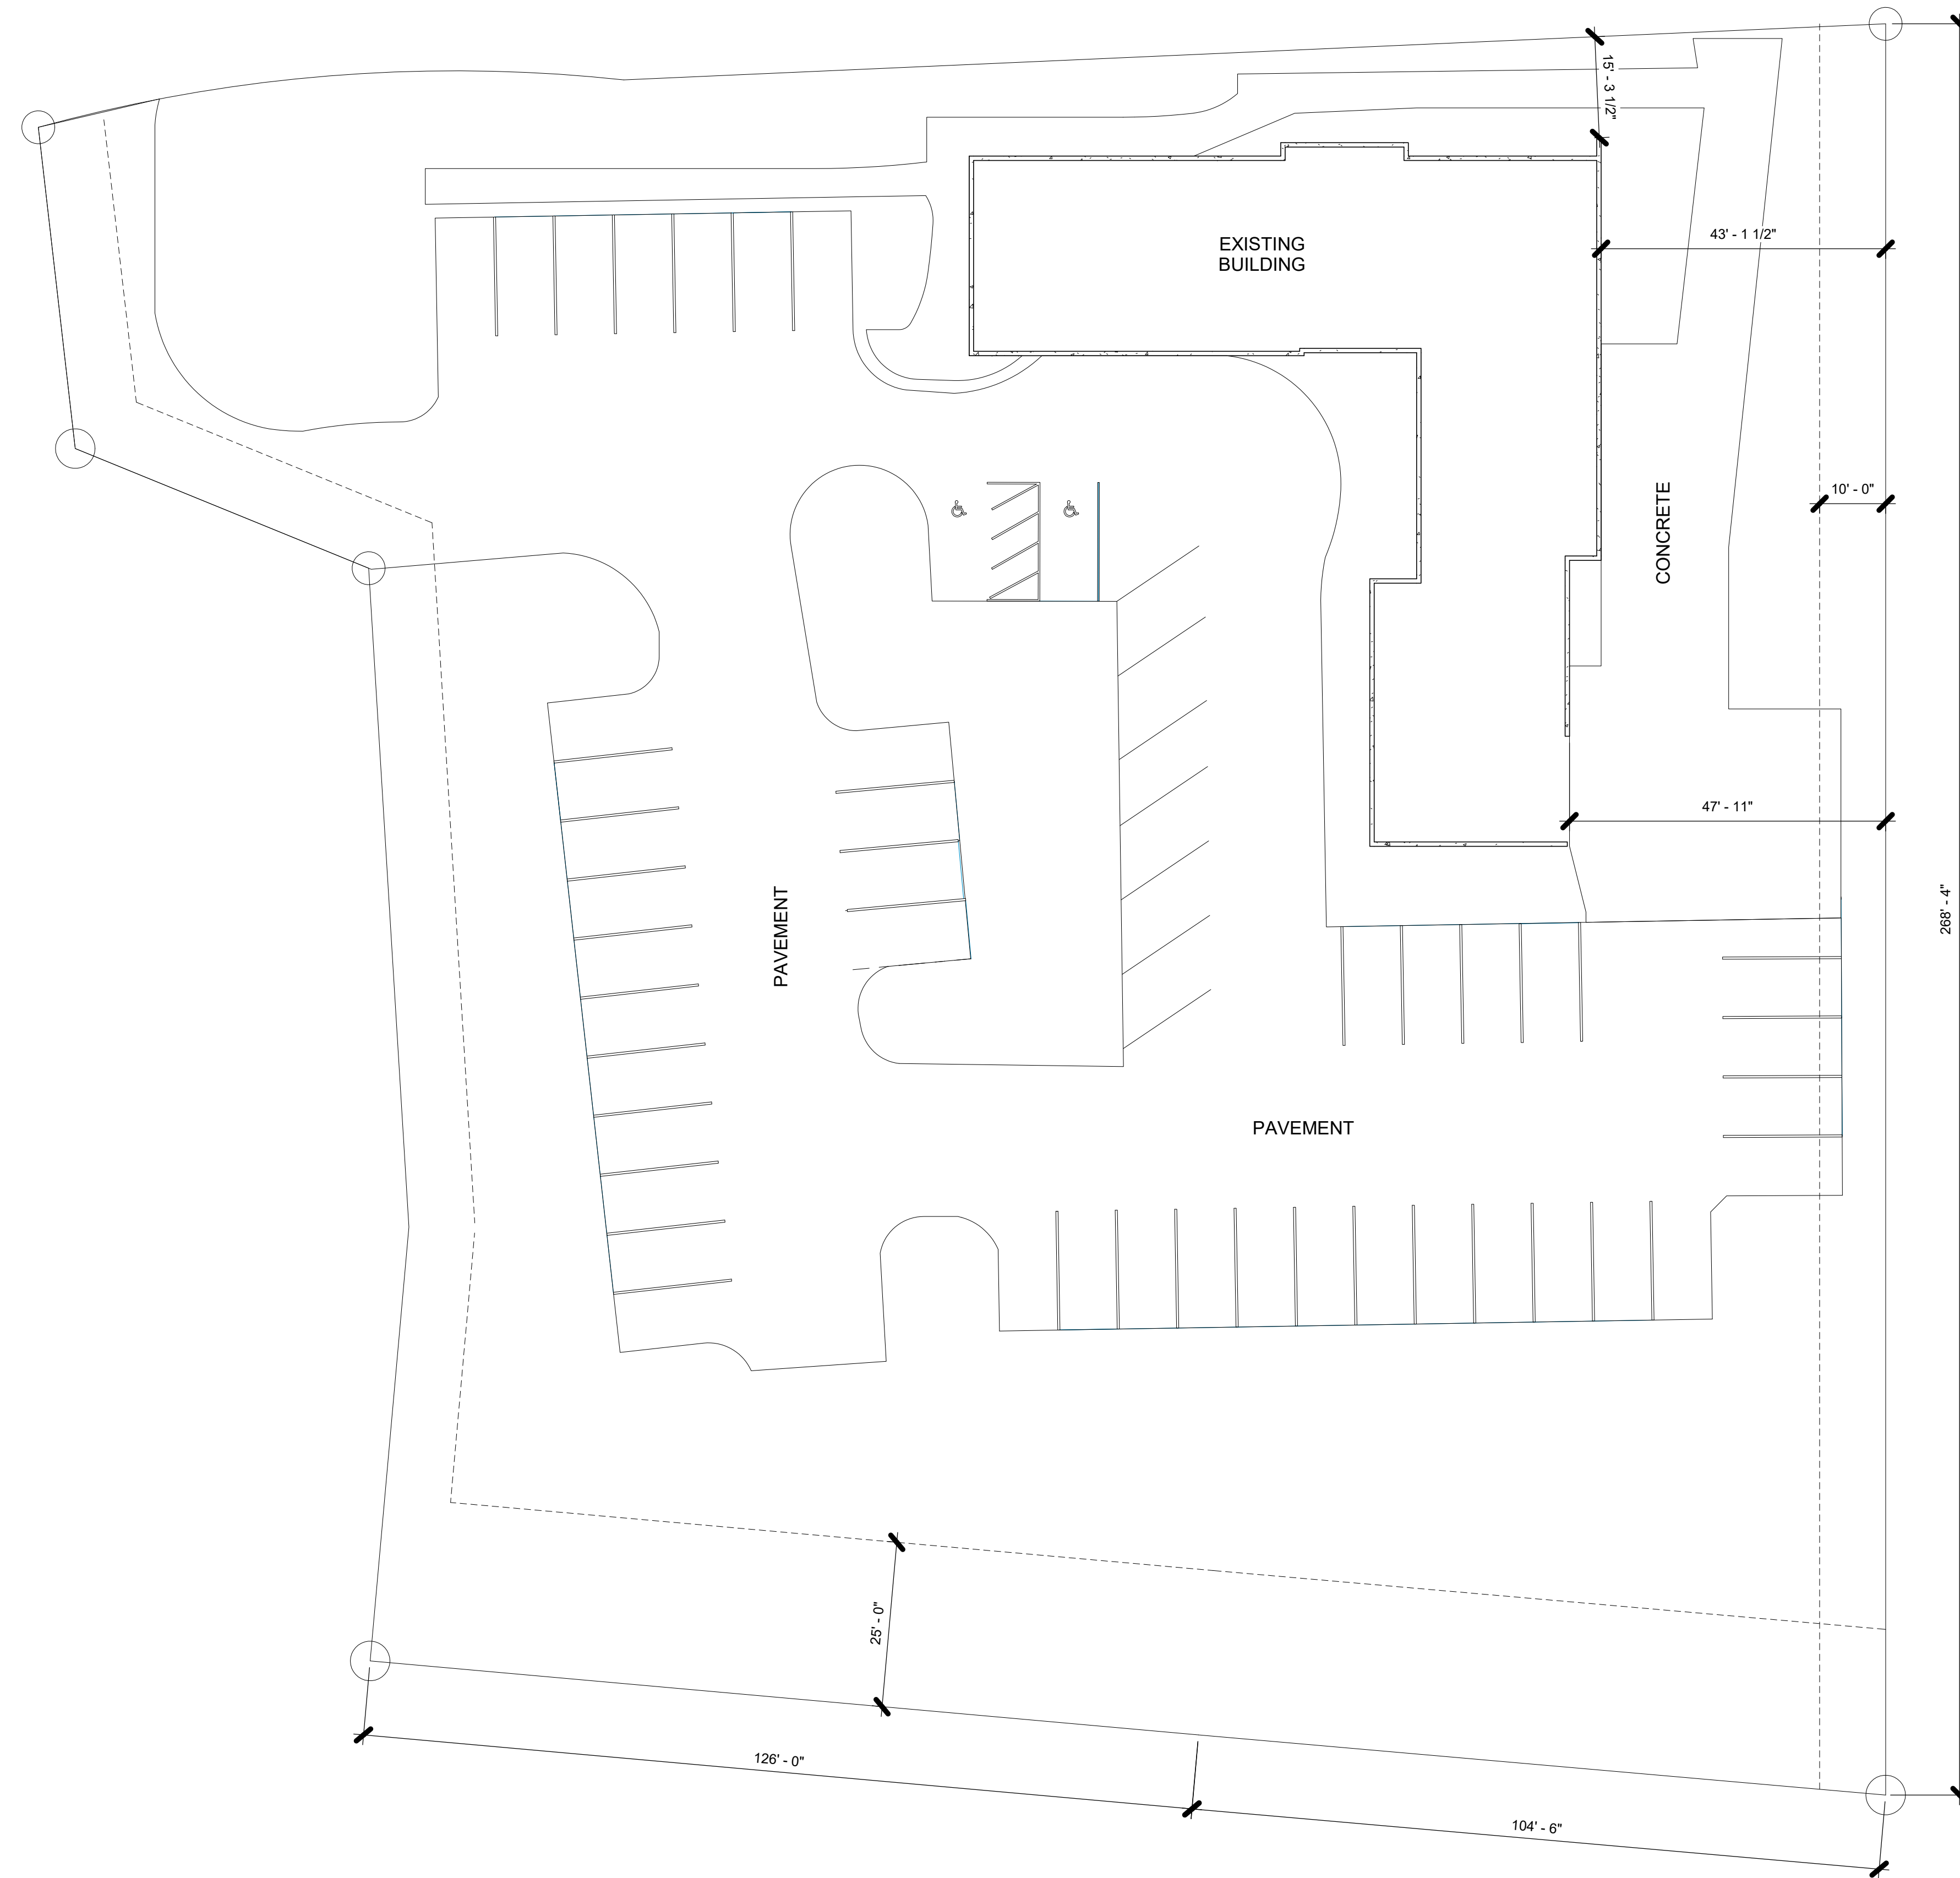 15' - 3 1/2"
43' - 1 1/2"
EXISTING
BUILDING
10' - 0"
CONCRETE
47' - 11"
268' - 4"
PAVEMENT
PAVEMENT
25' - 0"
126' - 0"
104' - 6"